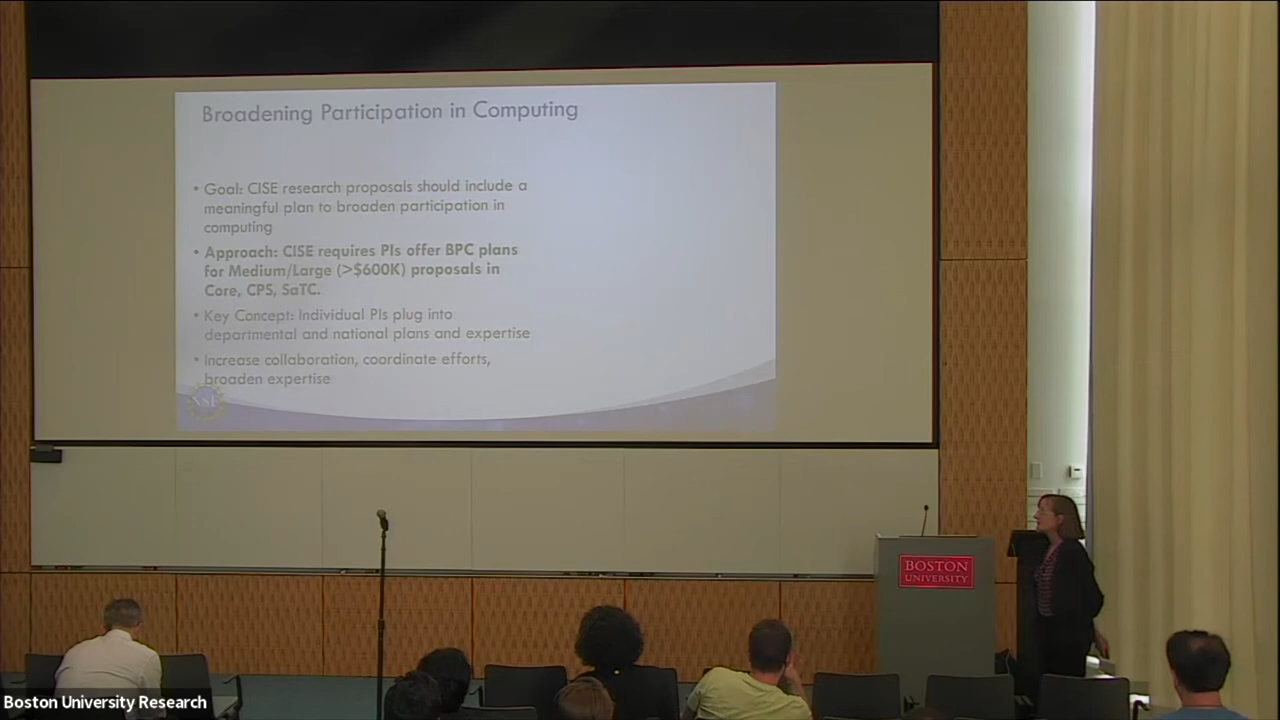 Broadening Participation in Computing
• Goal: CISE research proposals should include a
meaningful plan to broaden participation in
computing
• Approach: CISE requires PIs offer BPC plans
for Medium/Large (>$600K) proposals in
Core, CPS, SaTC.
• Key Concept: Individual PIs plug into
departmental and national plans and expertise
• Increase collaboration, coordinate efforts,
broaden expertise
NSF
BOSTON
UNIVERSITY
Boston University Research